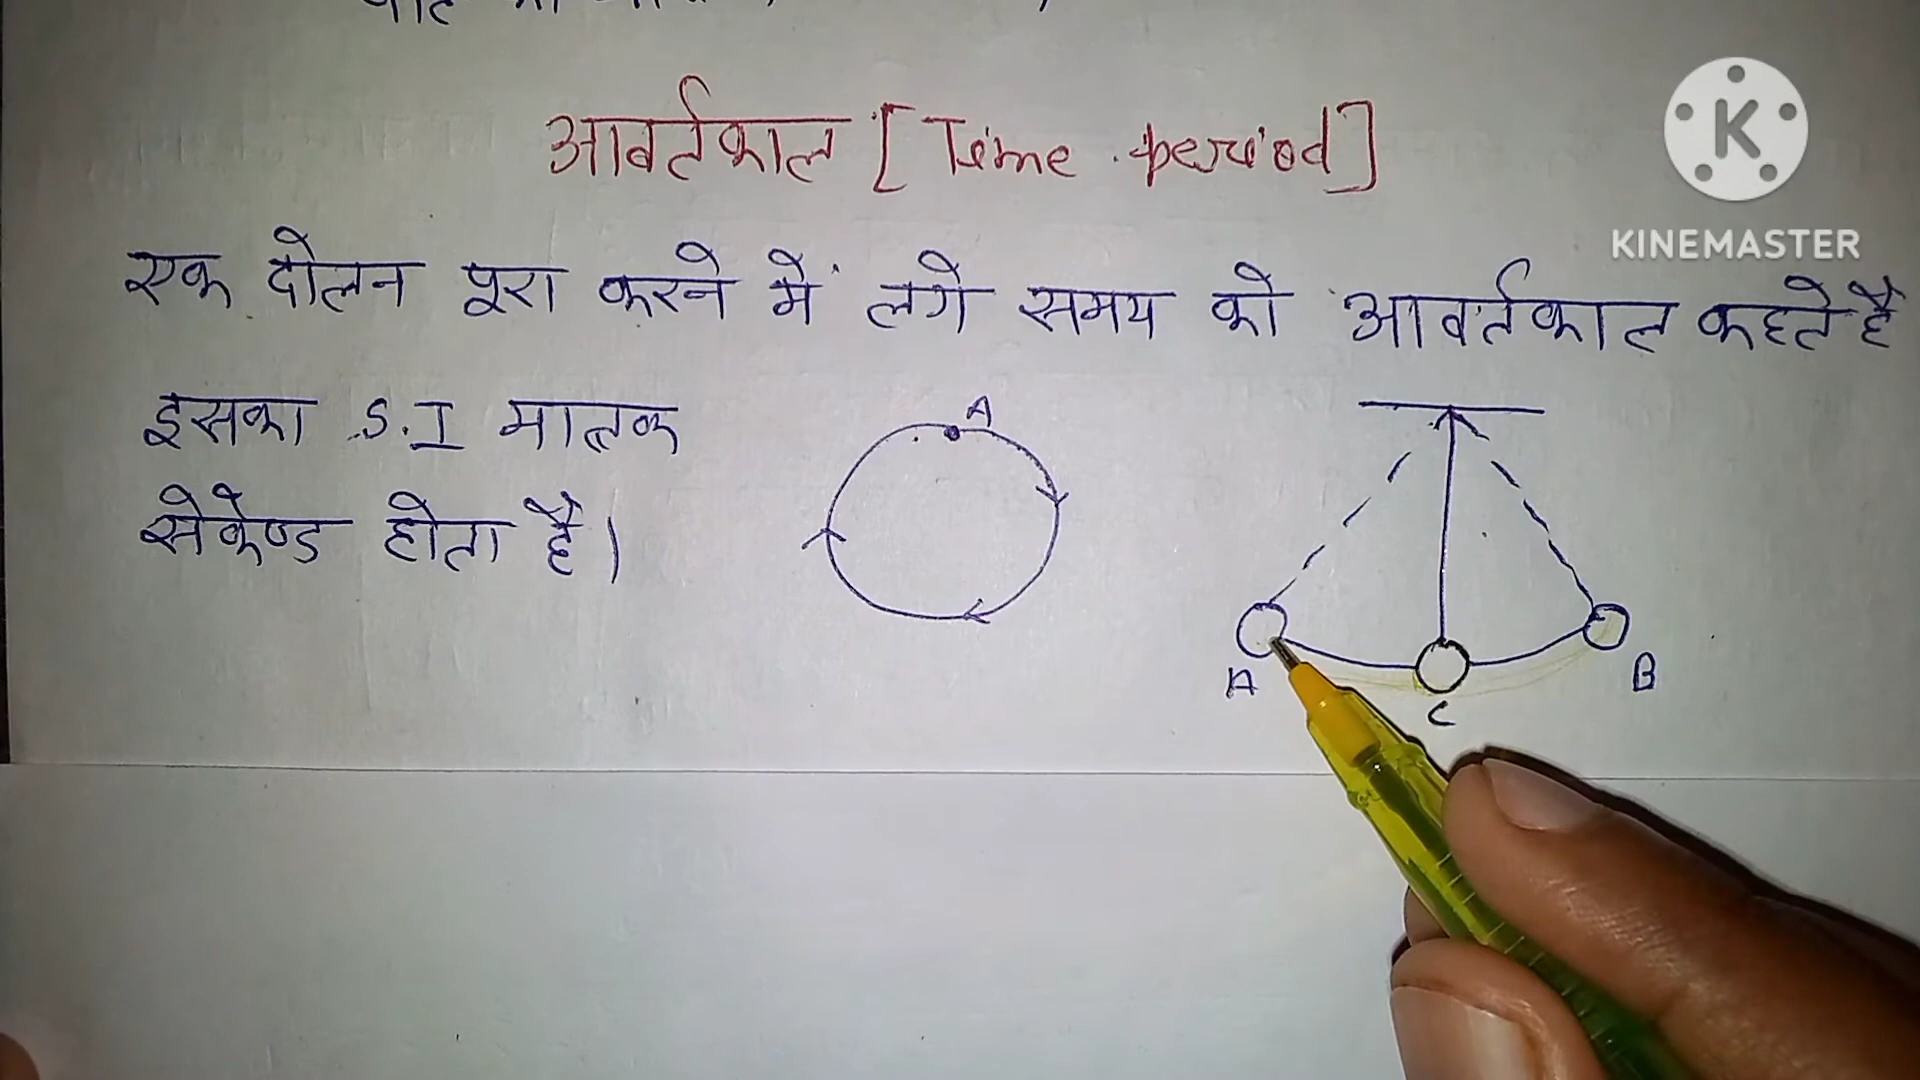 आवर्तकाल [Time period]
KINEMASTER
एक दोलन पूरा करने में लगे समय को आवर्तकाल कहते है
इसका S.I मात्रक
सेकेण्ड होता है।
A
A
B
C